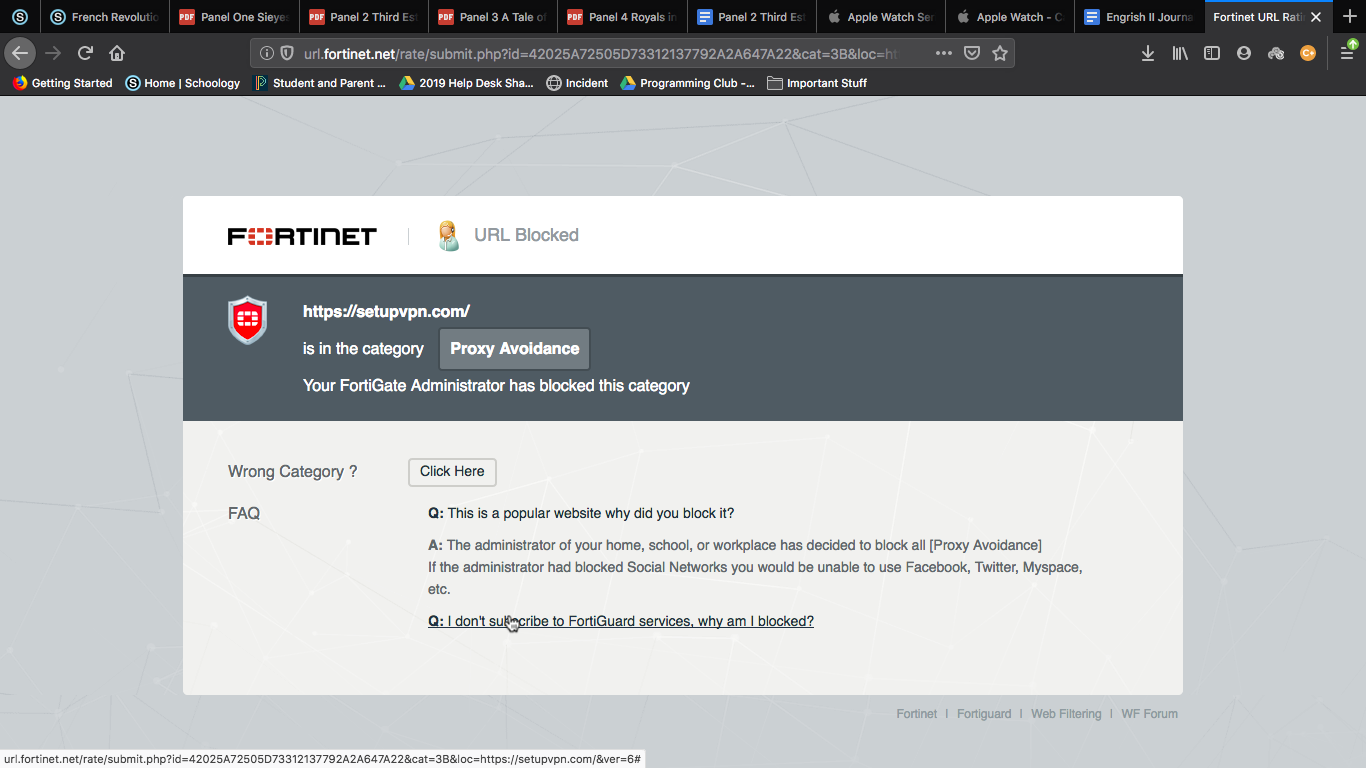 French Revolutio
Panel One Sieyes
Panel 2 Third Est
Panel 3 A Tale of
Panel 4 Royals in
Panel 2 Third Est
Apple Watch Ser
Apple Watch - C
Engrish II Journa
Fortinet URL Rati
url.fortinet.net/rate/submit.php?id=42025A72505D73312137792A2A647A22&cat=3B&loc=ht
Getting Started
Home | Schoology
Student and Parent ...
2019 Help Desk Sha...
Incident
Programming Club -...
Important Stuff
FORTINET
URL Blocked
https://setupvpn.com/
is in the category Proxy Avoidance
Your FortiGate Administrator has blocked this category
Wrong Category ? Click Here
FAQ
Q: This is a popular website why did you block it?
A: The administrator of your home, school, or workplace has decided to block all [Proxy Avoidance]
If the administrator had blocked Social Networks you would be unable to use Facebook, Twitter, Myspace,
etc.
Q: I don't subscribe to FortiGuard services, why am I blocked?
Fortinet | Fortiguard | Web Filtering | WF Forum
url.fortinet.net/rate/submit.php?id=42025A72505D73312137792A2A647A22&cat=3B&loc=https://setupvpn.com/&ver=6#